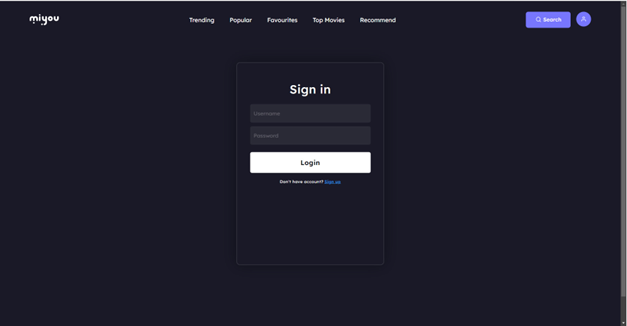 miyou
Trending Popular Favourites Top Movies Recommend
Search
Sign in
Username
Password
Login
Don't have account? Sign up